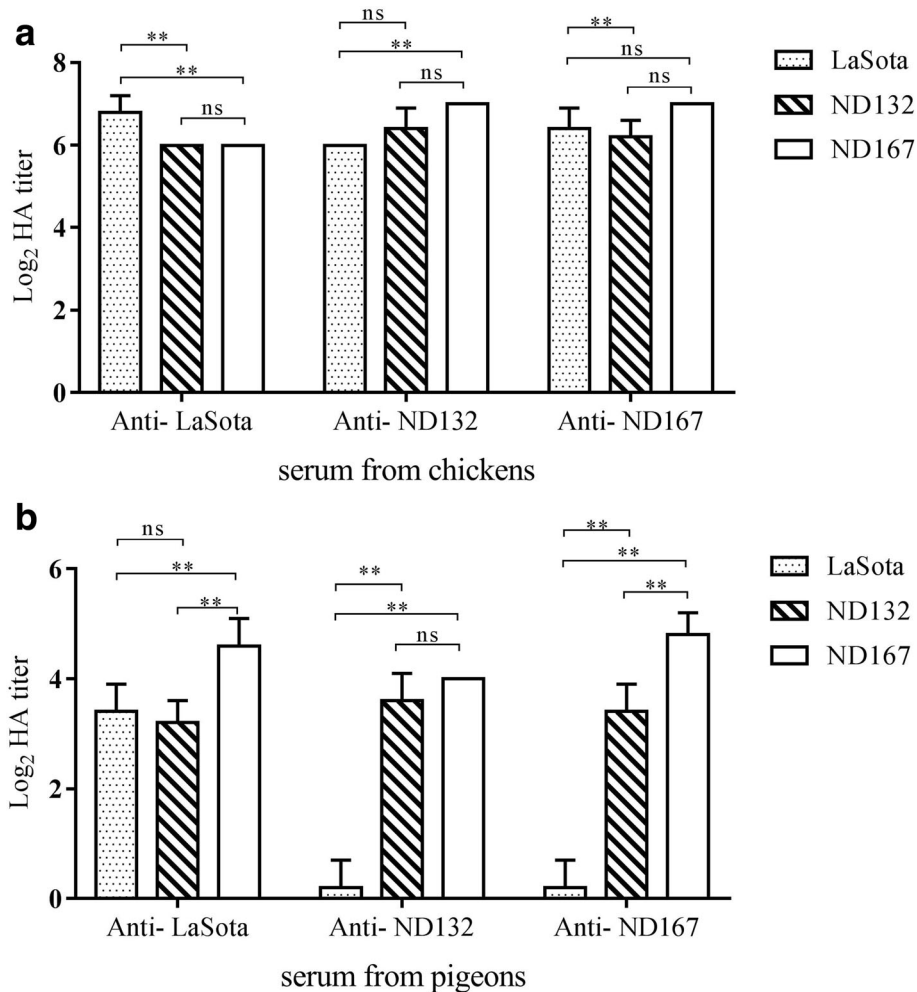 a
ns
**
**
**
**
ns
ns
ns
ns
8
6
4
2
0
Log2 HA titer
LaSota
ND132
ND167
Anti- LaSota
Anti- ND132
Anti- ND167
serum from chickens
b
ns
**
**
**
**
ns
**
**
**
6
4
2
0
Log2 HA titer
LaSota
ND132
ND167
Anti- LaSota
Anti- ND132
Anti- ND167
serum from pigeons